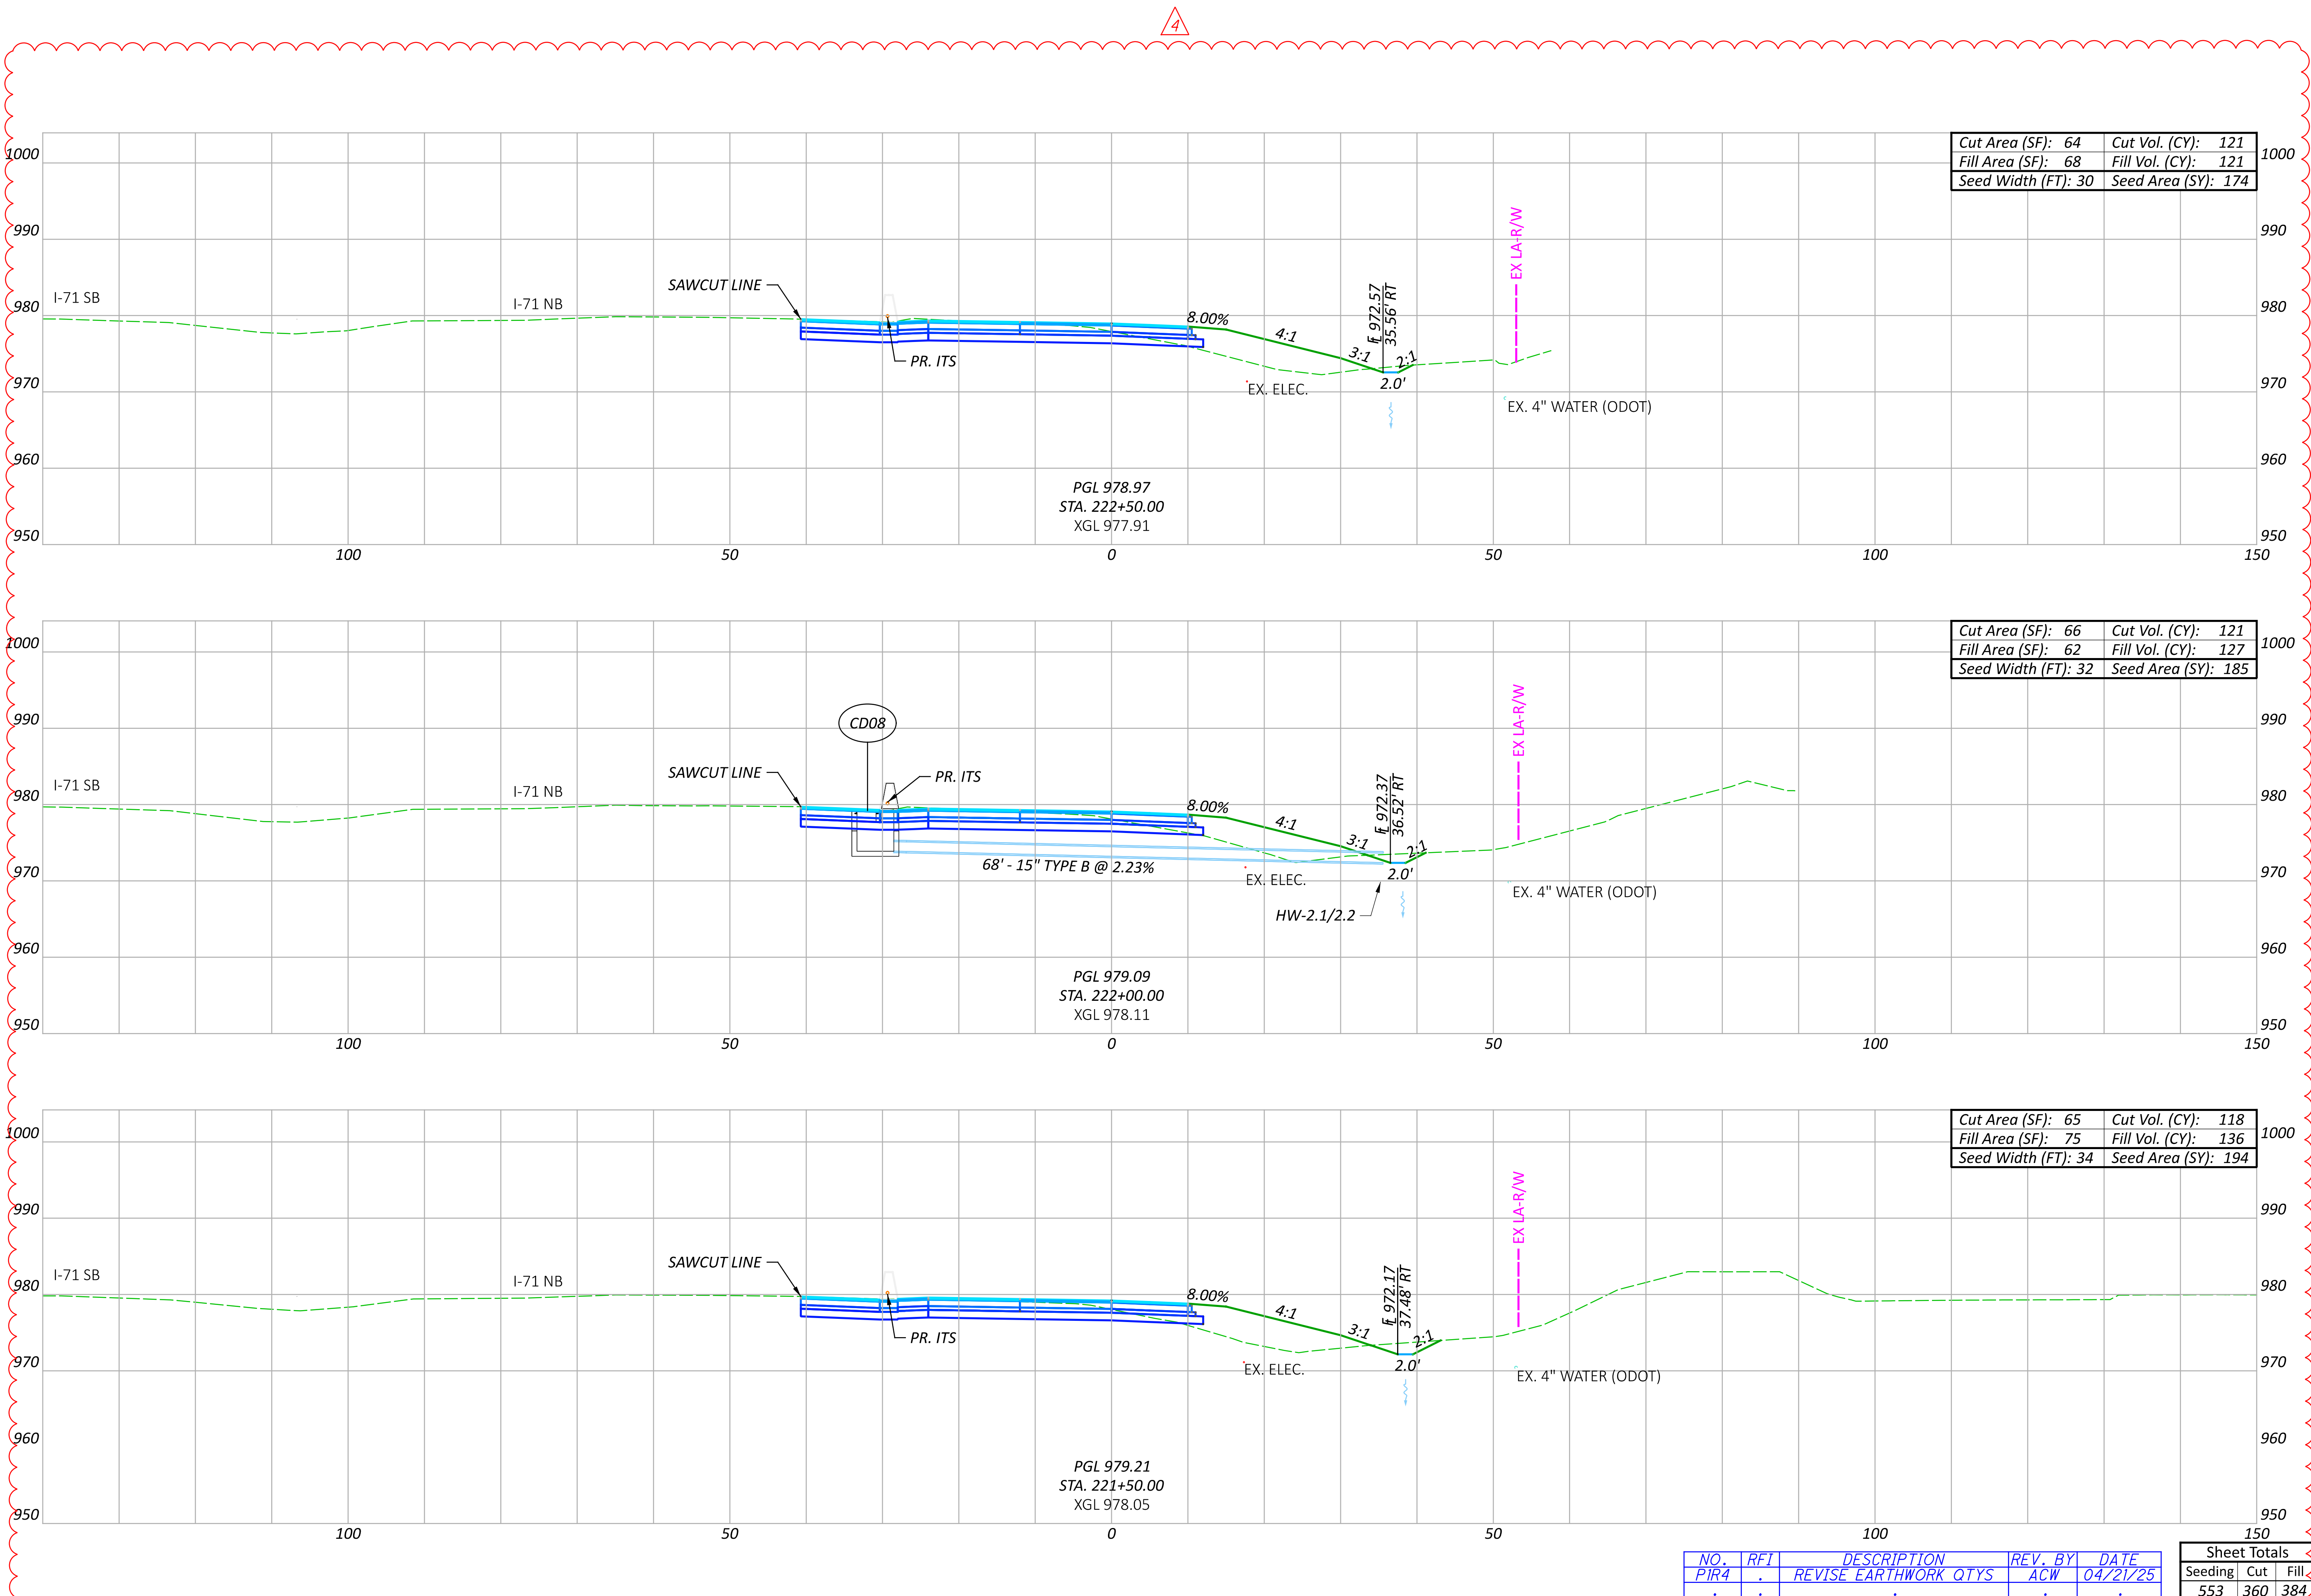 4
Cut Area (SF): 64 Cut Vol. (CY): 121
Fill Area (SF): 68 Fill Vol. (CY): 121
Seed Width (FT): 30 Seed Area (SY): 174
1000 1000
EX LA-R/W
990 990
I-71 SB I-71 NB SAWCUT LINE 8.00% 4:1 3:1 2:1
℄ 972.57
35.56' RT
980 980
PR. ITS
970 970
EX. ELEC. 2.0' EX. 4" WATER (ODOT)
960 960
PGL 978.97
STA. 222+50.00
XGL 977.91
950 950
100 50 0 50 100 150
Cut Area (SF): 66 Cut Vol. (CY): 121
Fill Area (SF): 62 Fill Vol. (CY): 127
Seed Width (FT): 32 Seed Area (SY): 185
1000 1000
EX LA-R/W
990 990
CD08
I-71 SB I-71 NB SAWCUT LINE PR. ITS 8.00% 4:1 3:1 2:1
℄ 972.37
36.52' RT
980 980
68' - 15" TYPE B @ 2.23%
970 970
EX. ELEC. 2.0' EX. 4" WATER (ODOT)
HW-2.1/2.2
960 960
PGL 979.09
STA. 222+00.00
XGL 978.11
950 950
100 50 0 50 100 150
Cut Area (SF): 65 Cut Vol. (CY): 118
Fill Area (SF): 75 Fill Vol. (CY): 136
Seed Width (FT): 34 Seed Area (SY): 194
1000 1000
EX LA-R/W
990 990
I-71 SB I-71 NB SAWCUT LINE 8.00% 4:1 3:1 2:1
℄ 972.17
37.48' RT
980 980
PR. ITS
970 970
EX. ELEC. 2.0' EX. 4" WATER (ODOT)
960 960
PGL 979.21
STA. 221+50.00
XGL 978.05
950 950
100 50 0 50 100 150
NO. RFI DESCRIPTION REV. BY DATE
P1R4 . REVISE EARTHWORK QTYS ACW 04/21/25
. . . . .
Sheet Totals
Seeding Cut Fill
553 360 384